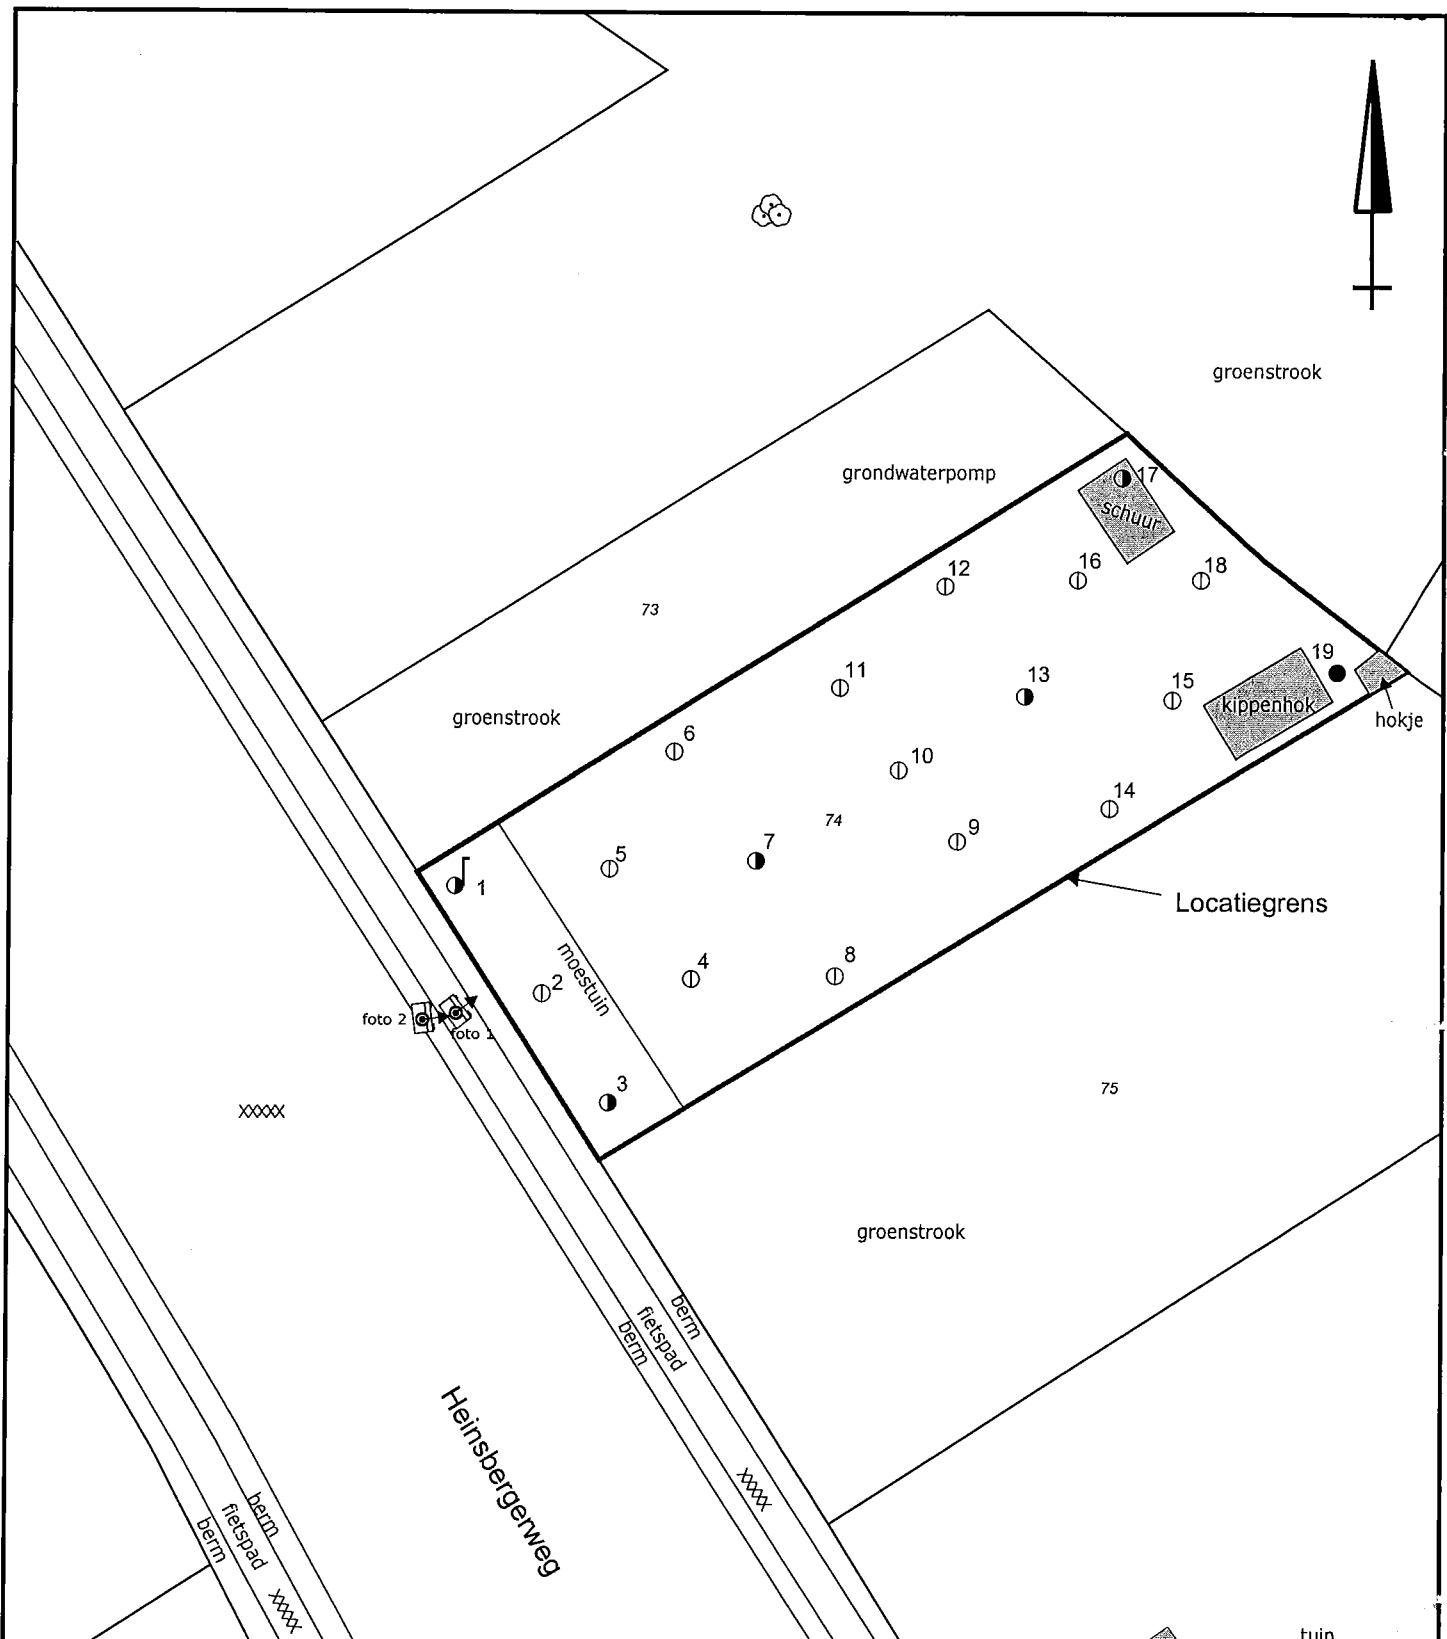 groenstrook
grondwaterpomp
17
schuur
12
16
18
73
19
11
13
15
kippenhok
hokje
groenstrook
6
10
14
74
9
7
5
1
Locatiegrens
moestuin
4
8
2
foto 2
foto 1
3
75
xxxxx
groenstrook
berm
fietspad
berm
Heinsbergerweg
xxxxx
berm
fietspad
berm
xxxxx
tuin